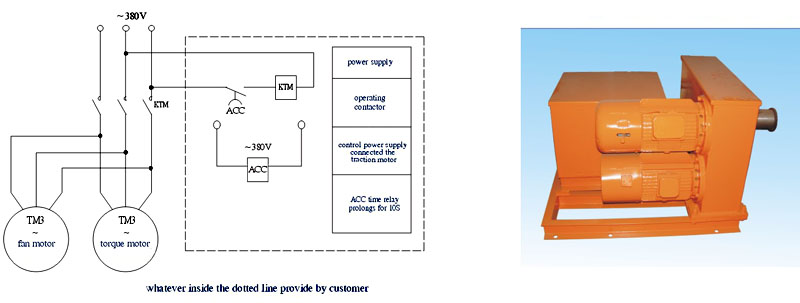 ~380V
KTM
KTM
ACC
~380V
ACC
power supply
operating
contactor
control power supply
connected the
traction motor
ACC time relay
prolongs for 10S
TM3
~
fan motor
TM3
~
torque motor
whatever inside the dotted line provide by customer